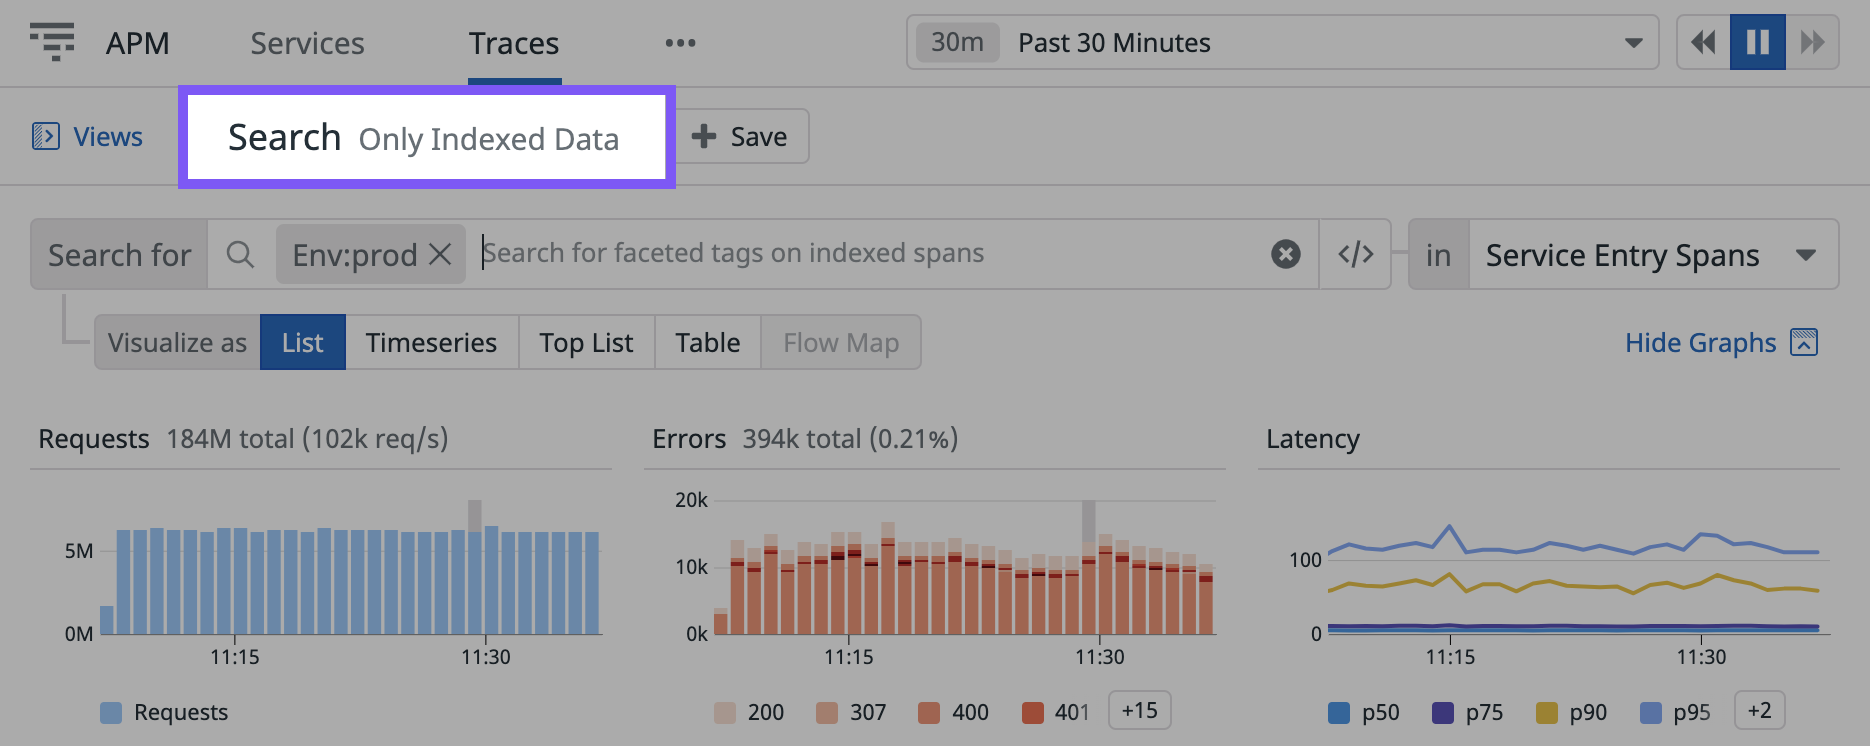 APM Services Traces ••• 30m Past 30 Minutes
Views Search Only Indexed Data + Save
Search for Env:prod Search for faceted tags on indexed spans </> in Service Entry Spans
Visualize as List Timeseries Top List Table Flow Map Hide Graphs
Requests 184M total (102k req/s)
5M
0M
11:15 11:30
Requests
Errors 394k total (0.21%)
20k
10k
0k
11:15 11:30
200 307 400 401 +15
Latency
100
0
11:15 11:30
p50 p75 p90 p95 +2